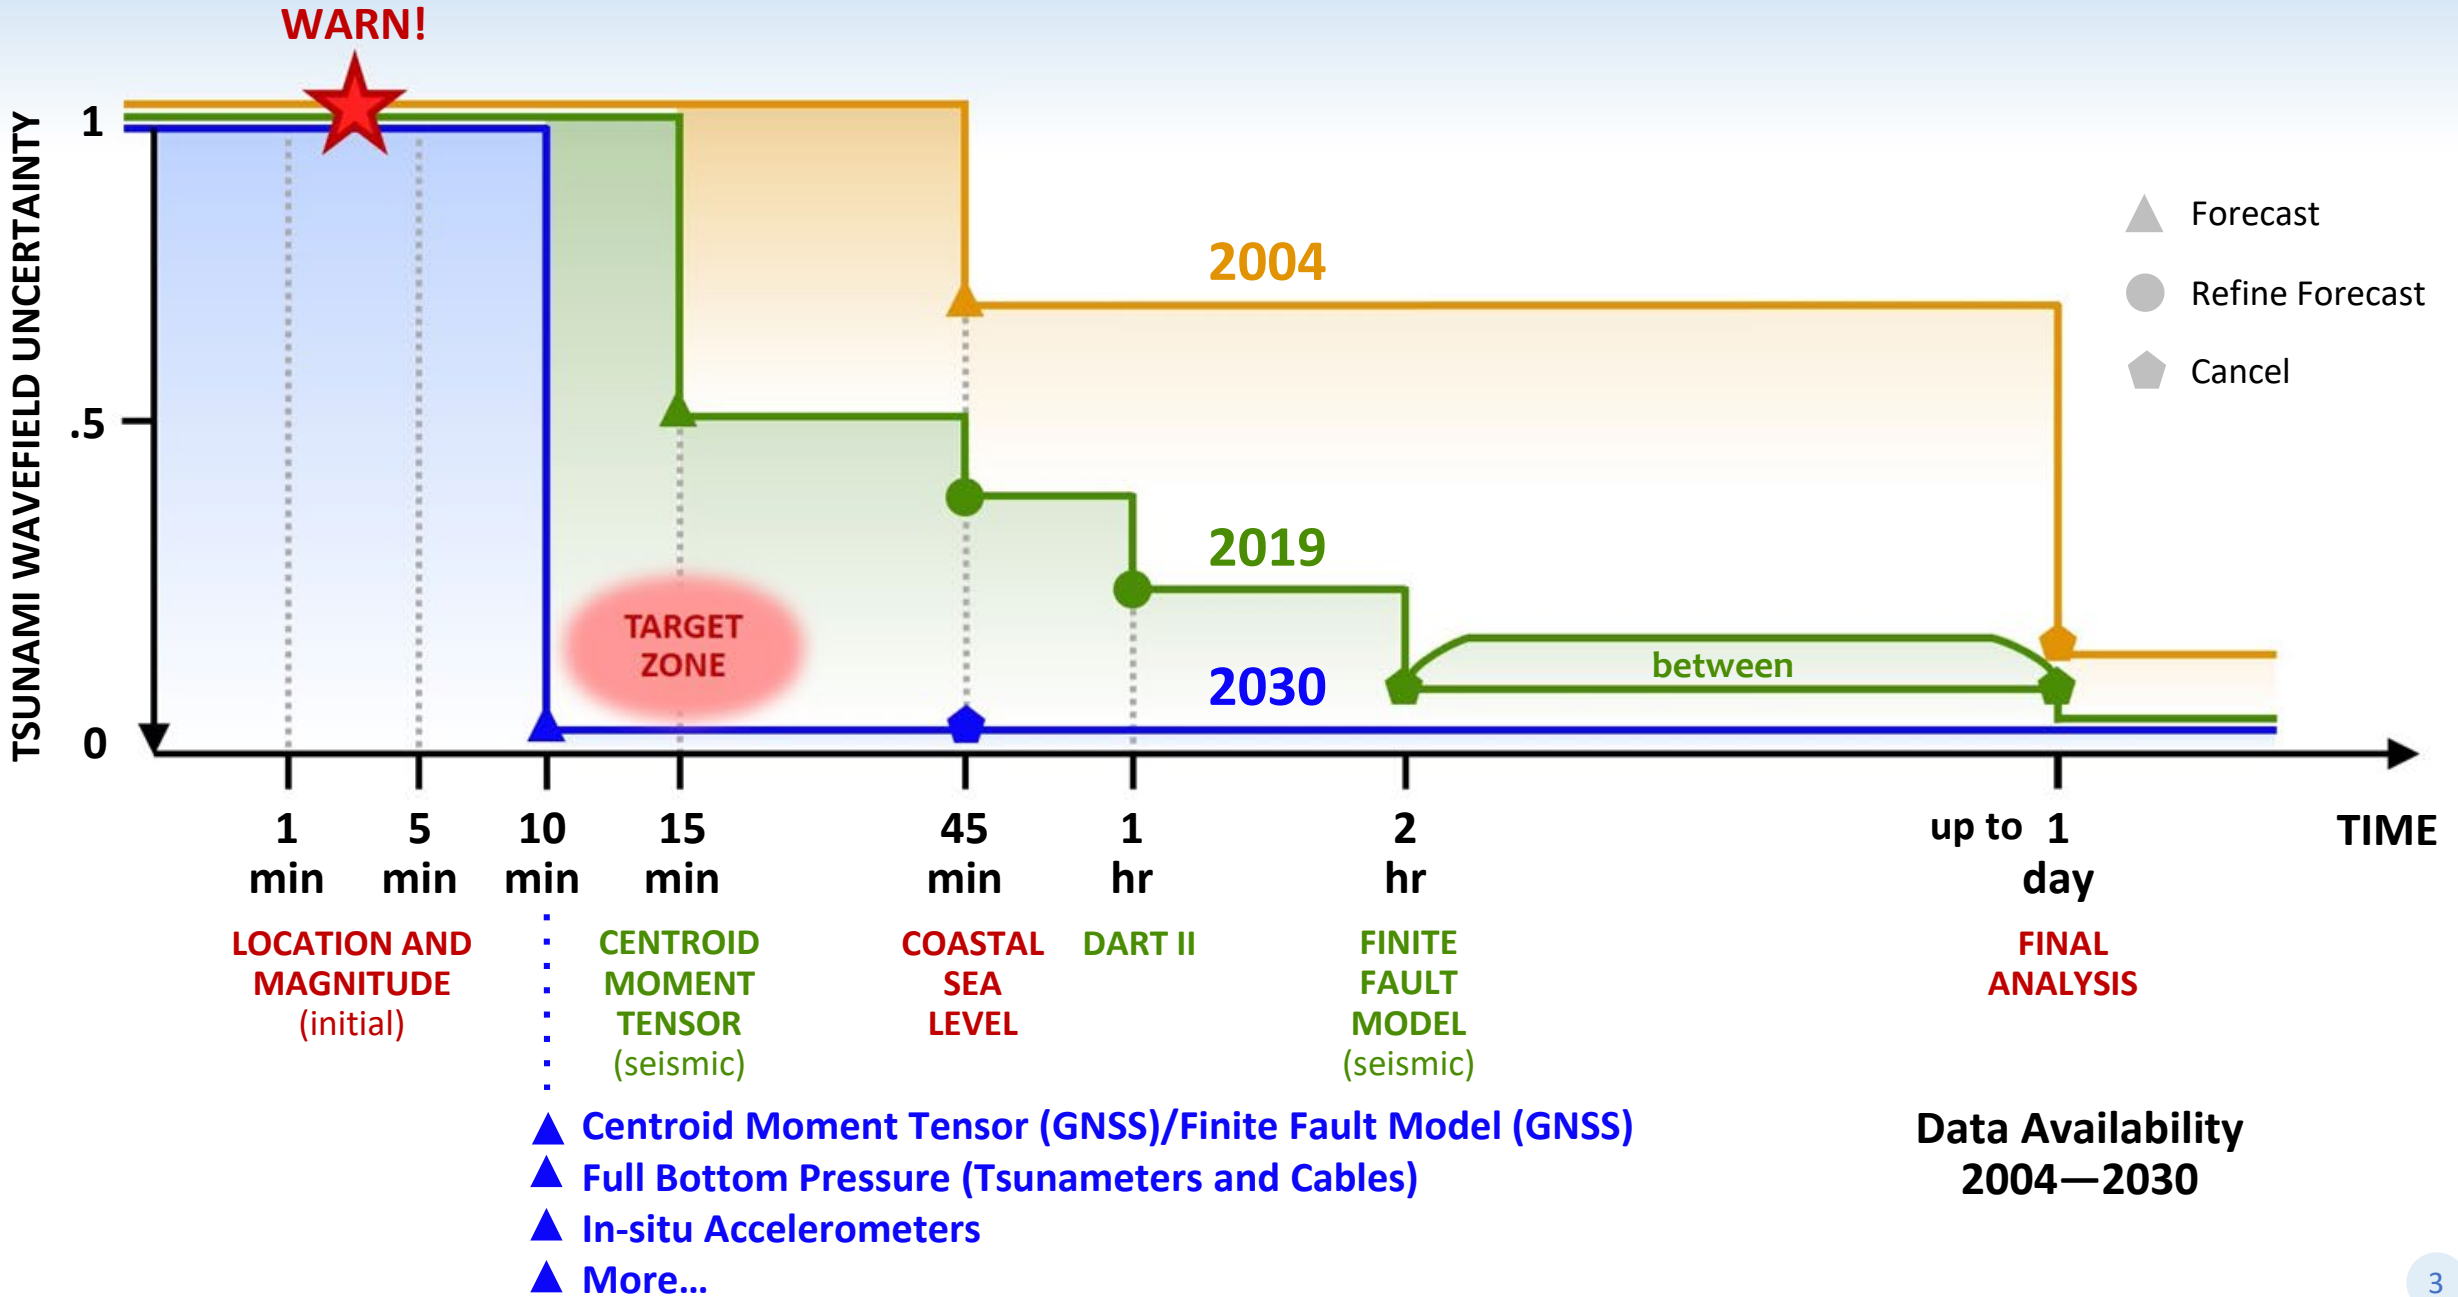 WARN!
TSUNAMI WAVEFIELD UNCERTAINTY
1
.5
0
2004
2019
2030
between
TARGET
ZONE
Forecast
Refine Forecast
Cancel
1
min
5
min
10
min
15
min
45
min
1
hr
2
hr
up to 1
day
TIME
LOCATION AND
MAGNITUDE
(initial)
CENTROID
MOMENT
TENSOR
(seismic)
COASTAL
SEA
LEVEL
DART II
FINITE
FAULT
MODEL
(seismic)
FINAL
ANALYSIS
Centroid Moment Tensor (GNSS)/Finite Fault Model (GNSS)
Full Bottom Pressure (Tsunameters and Cables)
In-situ Accelerometers
More...
Data Availability
2004—2030
3